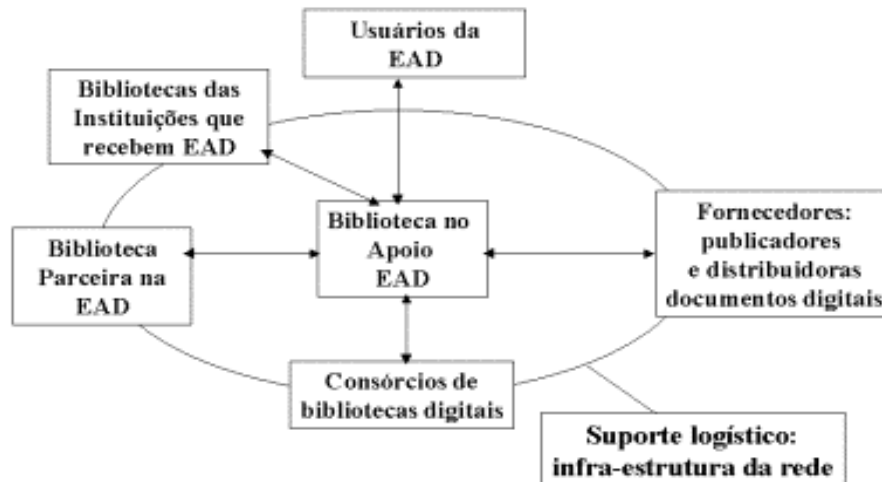 Usuários da
EAD
Bibliotecas das
Instituições que
recebem EAD
Biblioteca no
Apoio
EAD
Fornecedores:
publicadores
e distribuidoras
documentos digitais
Biblioteca
Parceira na
EAD
Consórcios de
bibliotecas digitais
Suporte logístico:
infra-estrutura da rede